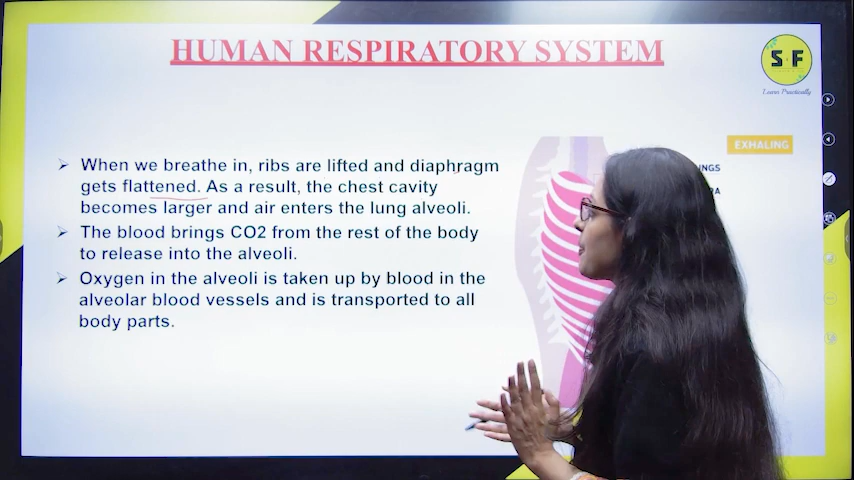 HUMAN RESPIRATORY SYSTEM
S F
Learn Practically
EXHALING
When we breathe in, ribs are lifted and diaphragm
gets flattened. As a result, the chest cavity
becomes larger and air enters the lung alveoli.
The blood brings CO2 from the rest of the body
to release into the alveoli.
Oxygen in the alveoli is taken up by blood in the
alveolar blood vessels and is transported to all
body parts.